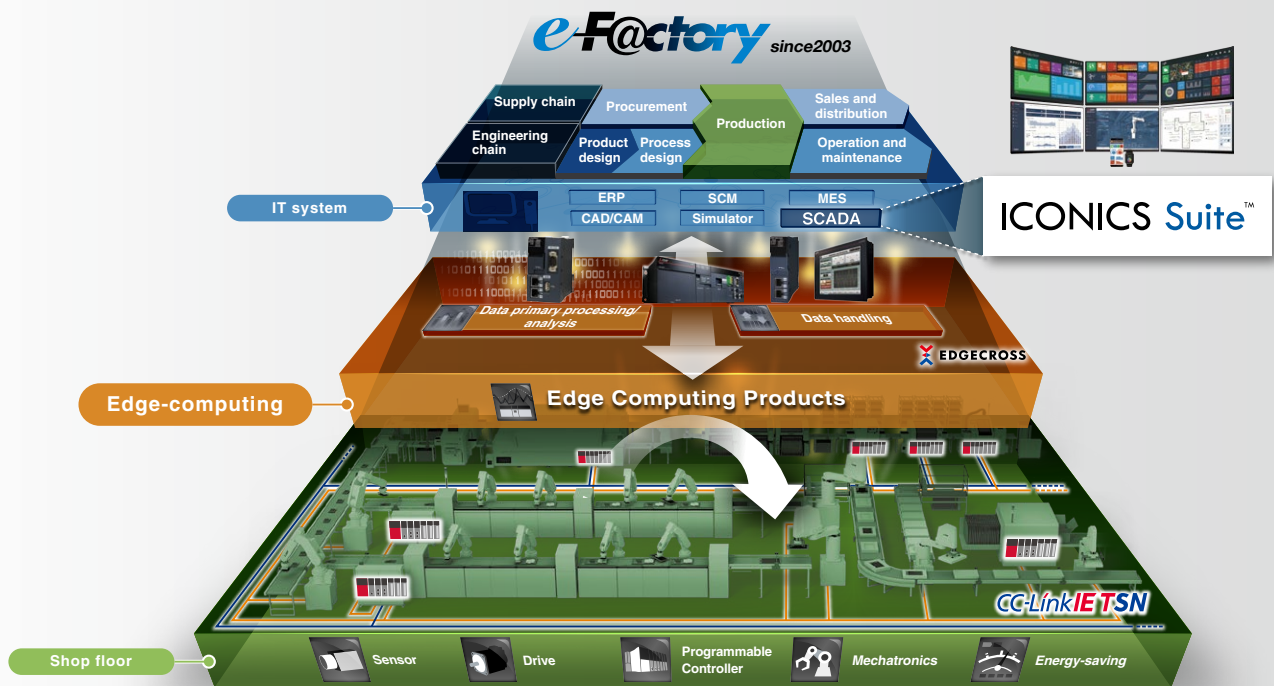 e-F@ctory since2003
Supply chain
Procurement
Production
Sales and
distribution
Engineering
chain
Product
design
Process
design
Operation and
maintenance
IT system
ERP
SCM
MES
CAD/CAM
Simulator
SCADA
ICONICS Suite™
Data primary processing/
analysis
Data handling
EDGECROSS
Edge-computing
Edge Computing Products
CC-Link IE TSN
Shop floor
Sensor
Drive
Programmable
Controller
Mechatronics
Energy-saving